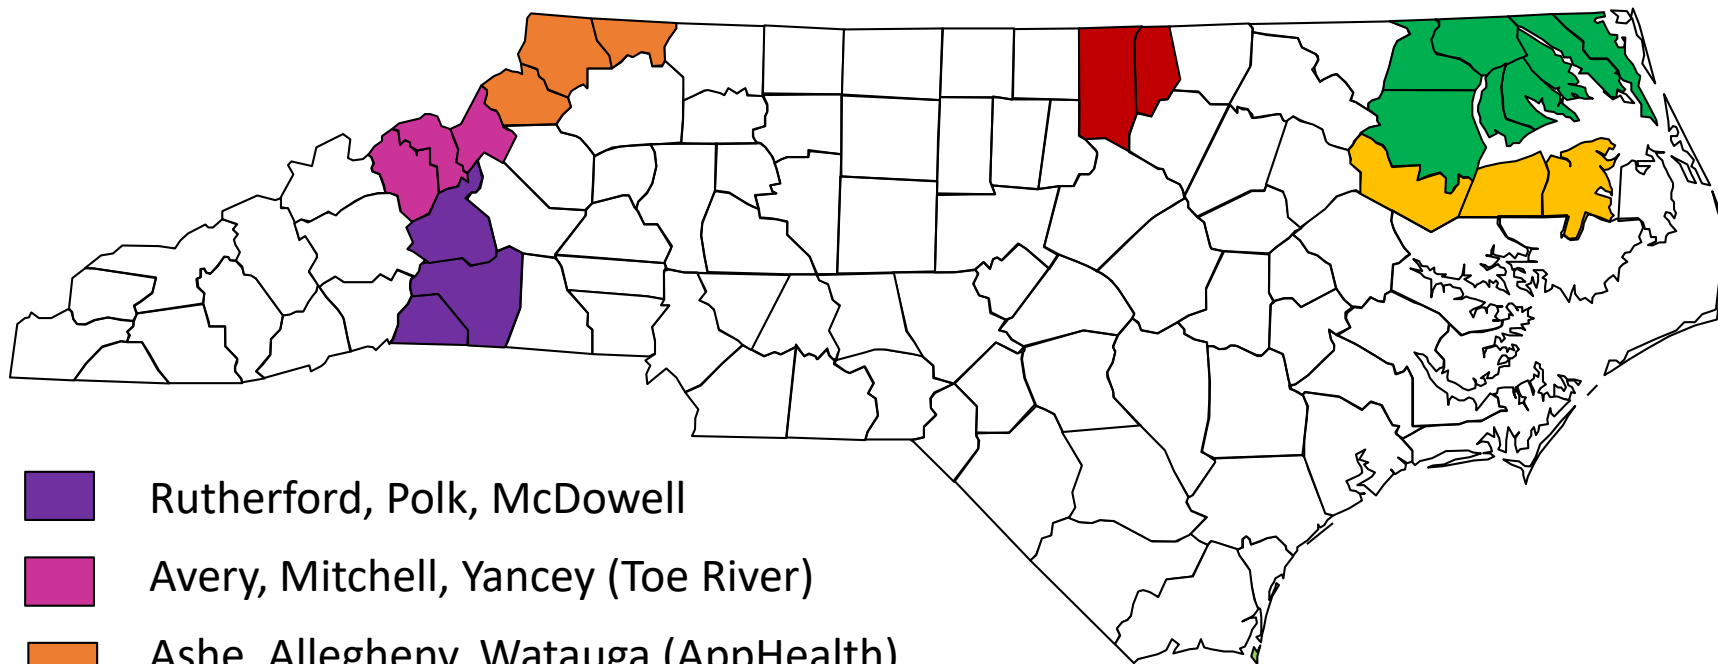 Rutherford, Polk, McDowell
Avery, Mitchell, Yancey (Toe River)
Ashe, Allegheny, Watauga (AppHealth)